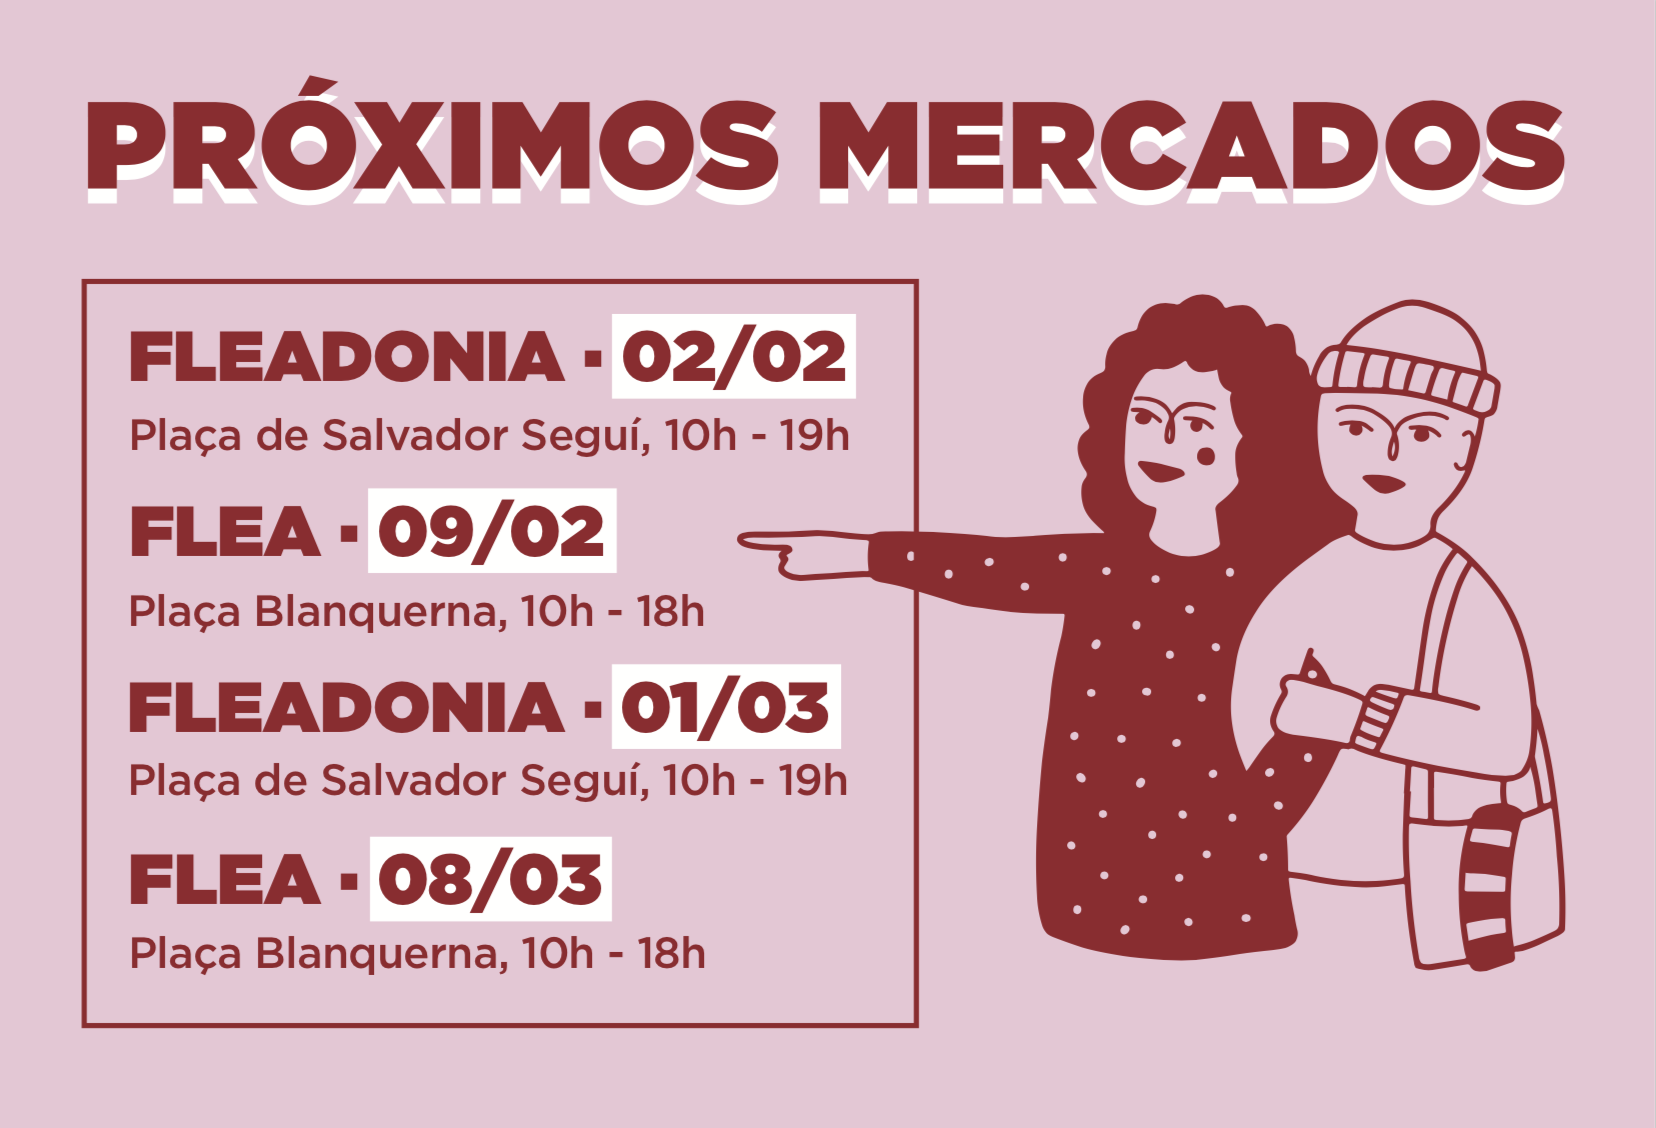 PRÓXIMOS MERCADOS
FLEADONIA · 02/02
Plaça de Salvador Seguí, 10h - 19h
FLEA · 09/02
Plaça Blanquerna, 10h - 18h
FLEADONIA · 01/03
Plaça de Salvador Seguí, 10h - 19h
FLEA · 08/03
Plaça Blanquerna, 10h - 18h